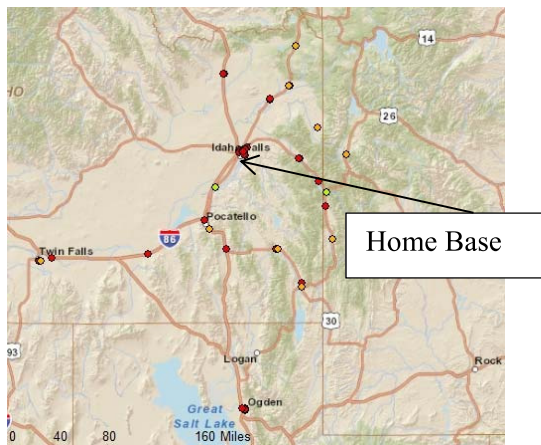 14
HO
26
Idaho Falls
Pocatello
Home Base
86
Twin Falls
30
93
Logan
Rock
Ogden
Great
Salt Lake
0 40 80 160 Miles